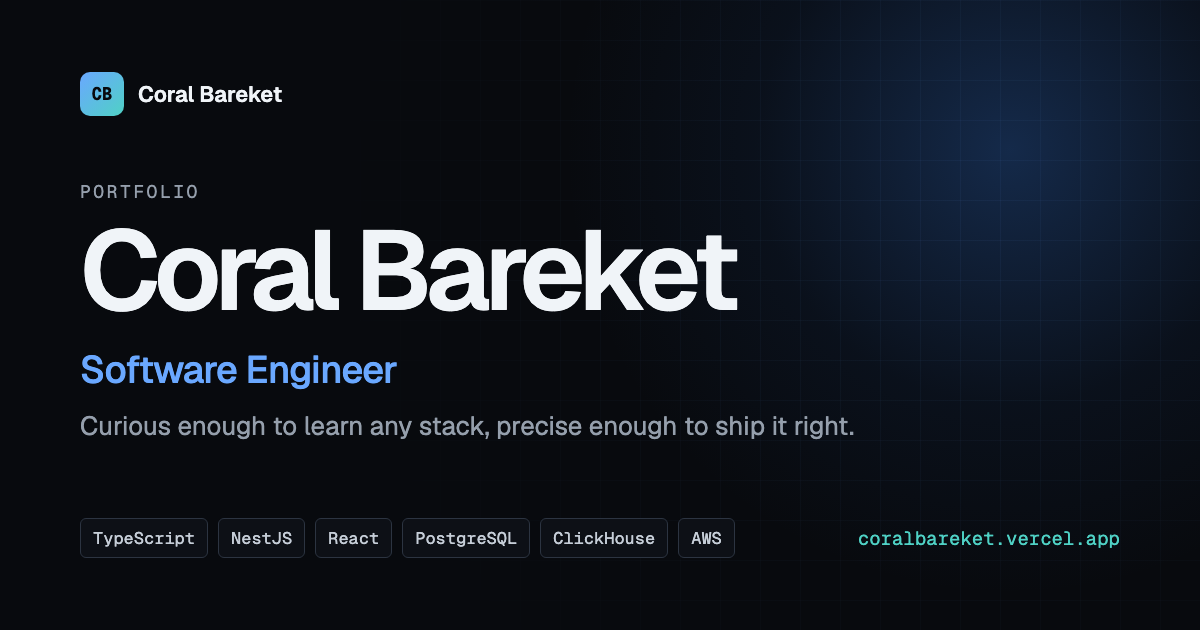 CB Coral Bareket
PORTFOLIO
Coral Bareket
Software Engineer
Curious enough to learn any stack, precise enough to ship it right.
TypeScript NestJS React PostgreSQL ClickHouse AWS coralbareket.vercel.app